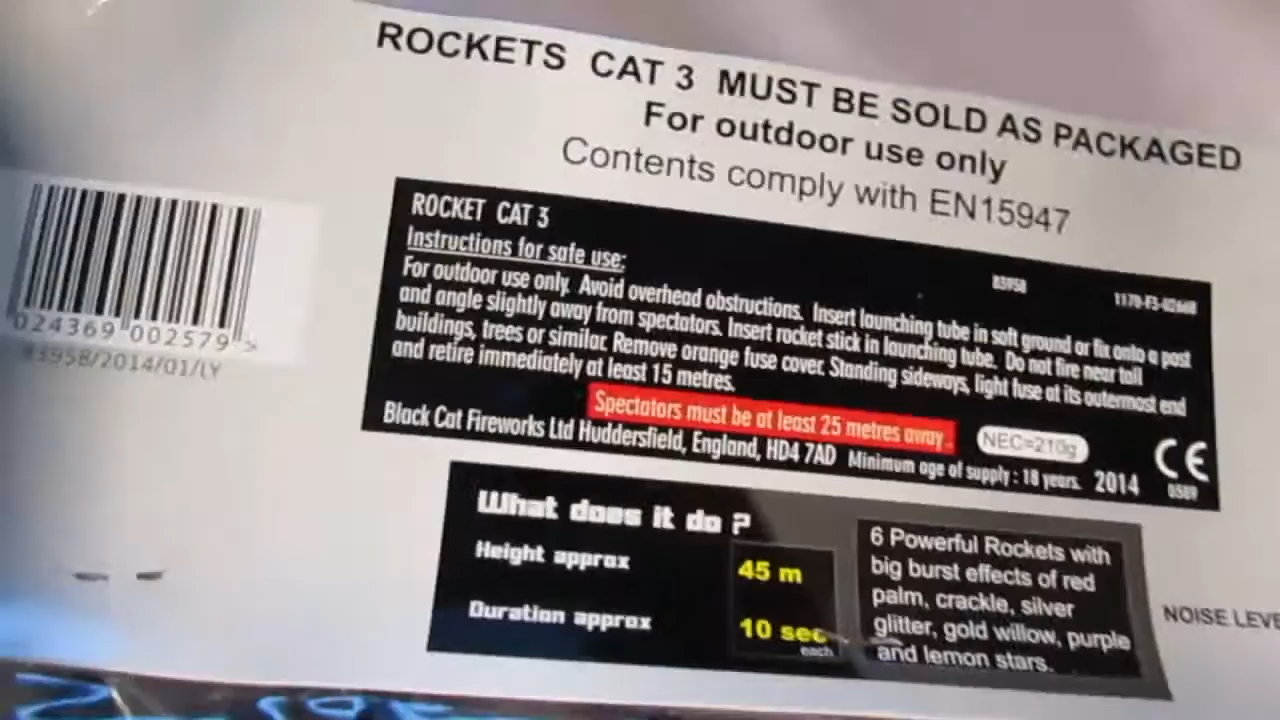 ROCKETS CAT 3 MUST BE SOLD AS PACKAGED
For outdoor use only
Contents comply with EN15947
024369 002579 >
83958/2014/01/LY
ROCKET CAT 3
Instructions for safe use:
83958
1170-F3-02660
For outdoor use only. Avoid overhead obstructions. Insert launching tube in soft ground or fix onto a post
and angle slightly away from spectators. Insert rocket stick in launching tube. Do not fire near tall
buildings, trees or similar. Remove orange fuse cover. Standing sideways, light fuse at its outermost end
and retire immediately at least 15 metres.
Spectators must be at least 25 metres away.
NEC=210g
CE
Black Cat Fireworks Ltd Huddersfield, England, HD4 7AD Minimum age of supply : 18 years. 2014
0589
What does it do ?
Height approx 45 m
Duration approx 10 sec
each
6 Powerful Rockets with
big burst effects of red
palm, crackle, silver
glitter, gold willow, purple
and lemon stars.
NOISE LEVE